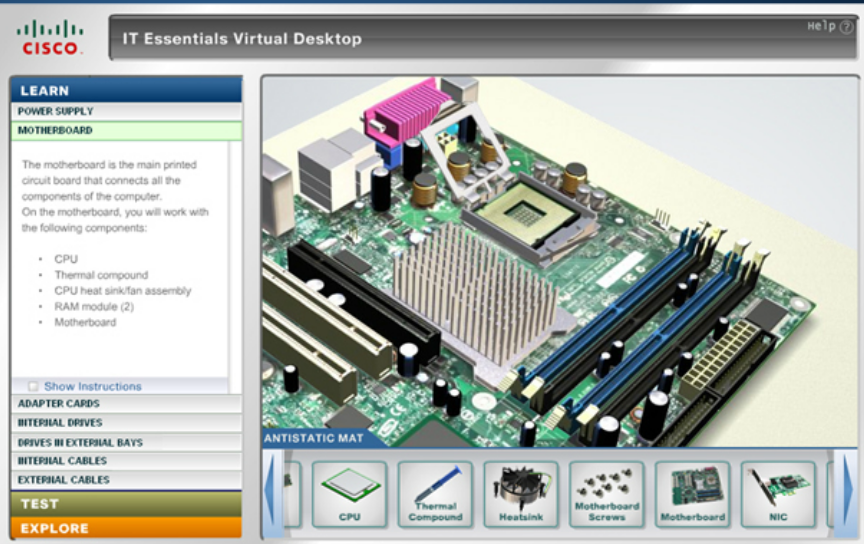 CISCO
IT Essentials Virtual Desktop
Help ?
LEARN
POWER SUPPLY
MOTHERBOARD
The motherboard is the main printed
circuit board that connects all the
components of the computer.
On the motherboard, you will work with
the following components:
• CPU
• Thermal compound
• CPU heat sink/fan assembly
• RAM module (2)
• Motherboard
Show Instructions
ADAPTER CARDS
INTERNAL DRIVES
DRIVES IN EXTERNAL BAYS
INTERNAL CABLES
EXTERNAL CABLES
TEST
EXPLORE
ANTISTATIC MAT
CPU
Thermal
Compound
Heatsink
Motherboard
Screws
Motherboard
NIC